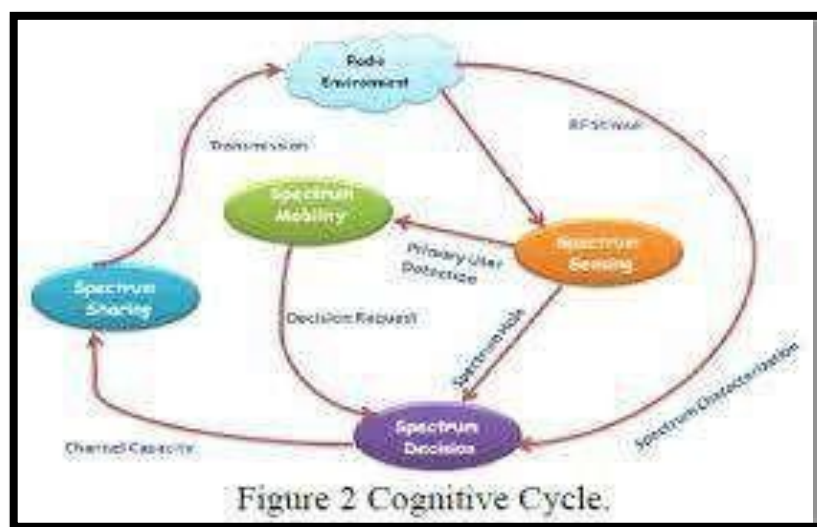 Radio
Environment
Transmission
RF Stimuli
Spectrum
Mobility
Spectrum
Sensing
Primary User
Detection
Spectrum
Sharing
Decision Request
Spectrum Hole
Spectrum Characterization
Spectrum
Decision
Channel Capacity
Figure 2 Cognitive Cycle.